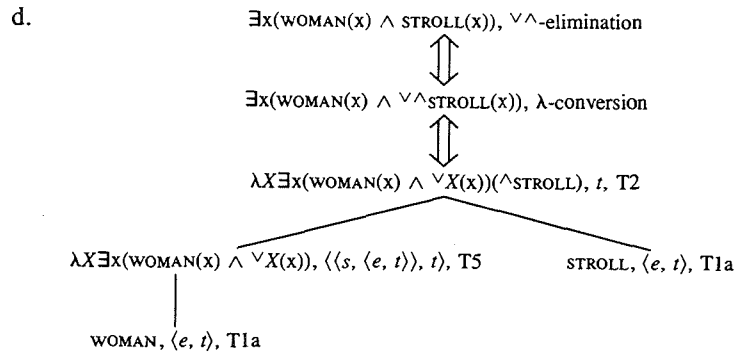 d.
∃x(WOMAN(x) ∧ STROLL(x)), ˅˄-elimination
∃x(WOMAN(x) ∧ ˅˄STROLL(x)), λ-conversion
λX∃x(WOMAN(x) ∧ ˅X(x))(˄STROLL), t, T2
λX∃x(WOMAN(x) ∧ ˅X(x)), ⟨⟨s, ⟨e, t⟩⟩, t⟩, T5 STROLL, ⟨e, t⟩, T1a
WOMAN, ⟨e, t⟩, T1a